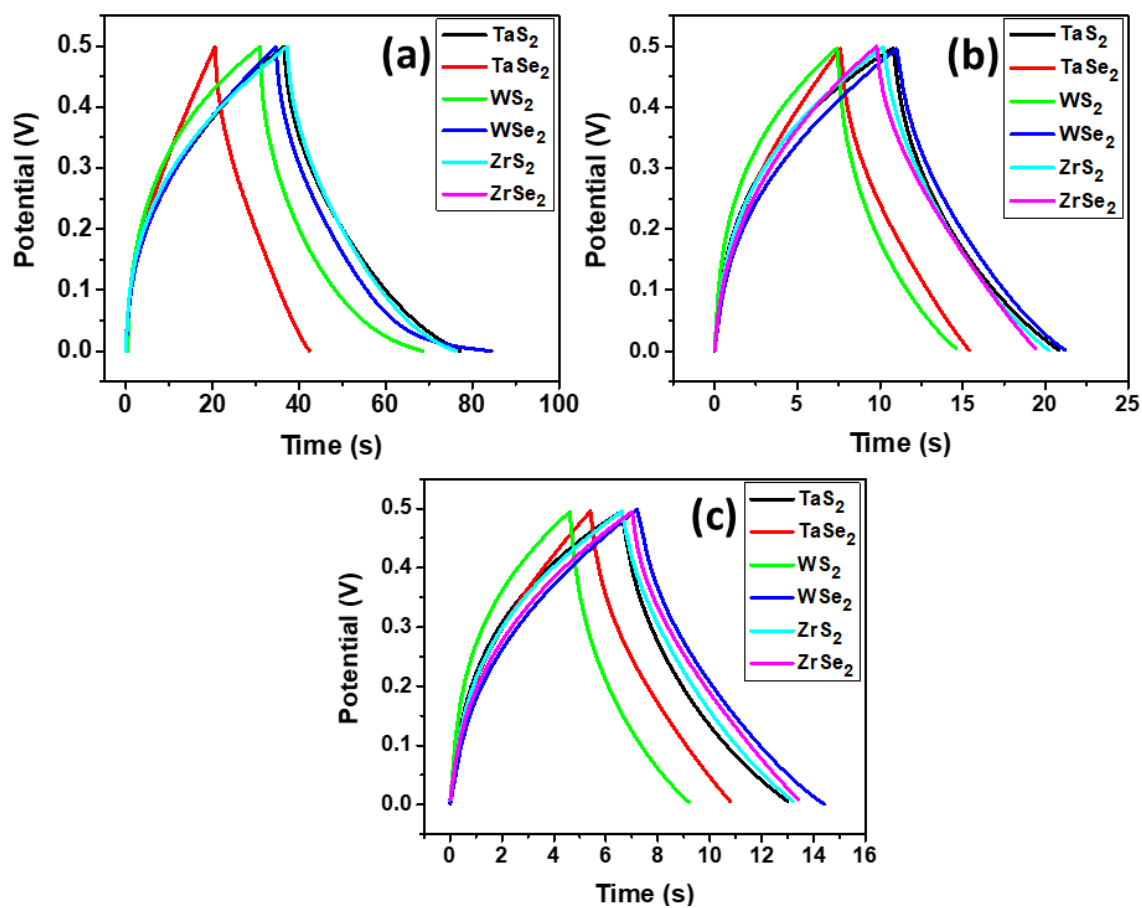 (a)
TaS2
TaSe2
WS2
WSe2
ZrS2
ZrSe2
Potential (V)
0.5
0.4
0.3
0.2
0.1
0.0
0 20 40 60 80 100
Time (s)
(b)
TaS2
TaSe2
WS2
WSe2
ZrS2
ZrSe2
Potential (V)
0.5
0.4
0.3
0.2
0.1
0.0
0 5 10 15 20 25
Time (s)
(c)
TaS2
TaSe2
WS2
WSe2
ZrS2
ZrSe2
Potential (V)
0.5
0.4
0.3
0.2
0.1
0.0
0 2 4 6 8 10 12 14 16
Time (s)